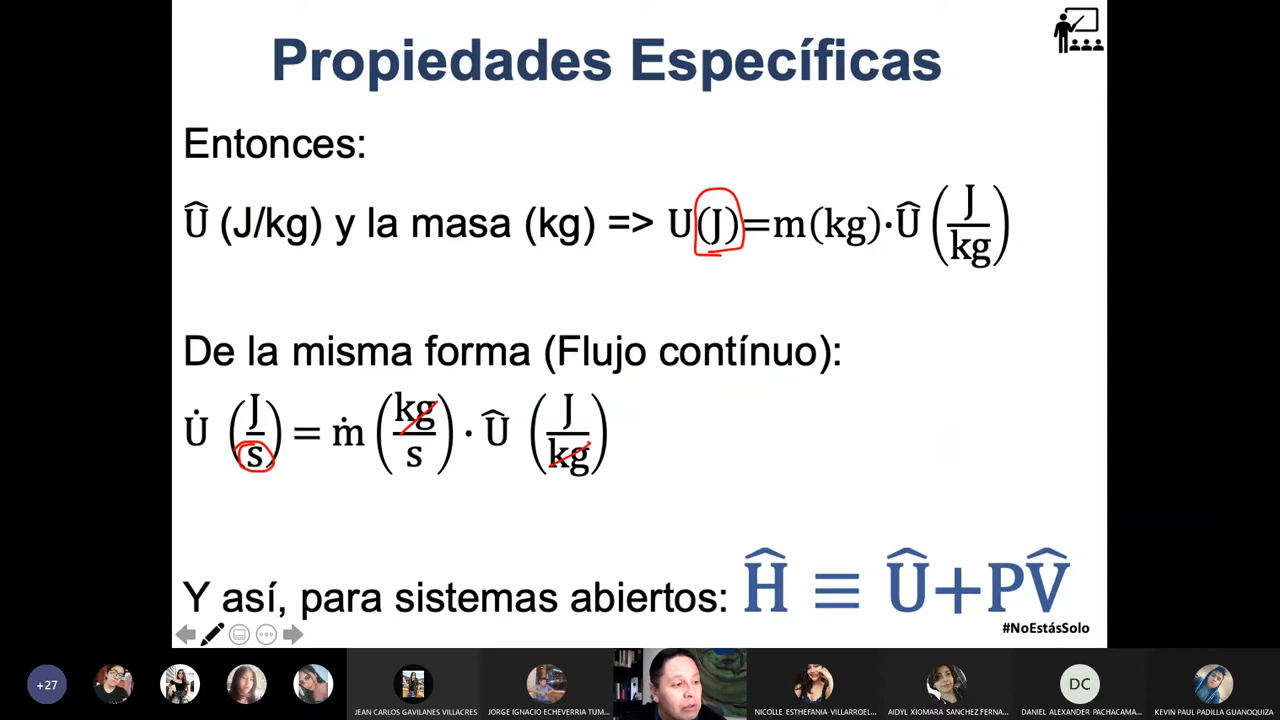 Propiedades Específicas
Entonces:
Û (J/kg) y la masa (kg) => U(J)=m(kg)·Û (J/kg)
De la misma forma (Flujo contínuo):
U̇ (J/s) = ṁ (kg/s) · Û (J/kg)
Y así, para sistemas abiertos: Ĥ ≡ Û+PV̂
#NoEstásSolo
+27
JEAN CARLOS GAVILANES VILLACRES
JORGE IGNACIO ECHEVERRIA TUM...
NICOLLE ESTHEFANIA VILLARROEL...
AIDYL XIOMARA SANCHEZ FERNA...
DC
DANIEL ALEXANDER PACHACAMA...
KEVIN PAUL PADILLA GUANOQUIZA